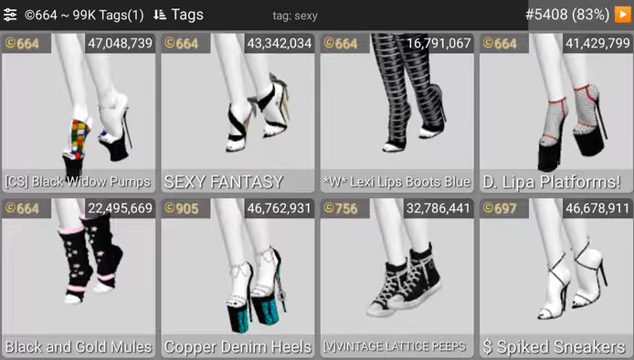 ©664 ~ 99K Tags(1) Tags tag: sexy #5408 (83%)
©664 47,048,739
[CS] Black Widow Pumps
©664 43,342,034
SEXY FANTASY
©664 16,791,067
*W* Lexi Lips Boots Blue
©664 41,429,799
D. Lipa Platforms!
©664 22,495,669
Black and Gold Mules
©905 46,762,931
Copper Denim Heels
©756 32,786,441
[V]VINTAGE LATTICE PEEPS
©697 46,678,911
$ Spiked Sneakers